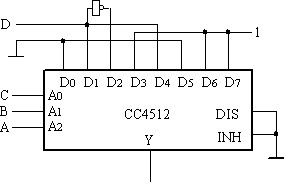 D 1
D0 D1 D2 D3 D4 D5 D6 D7
C A0 CC4512 DIS
B A1
A A2 Y INH